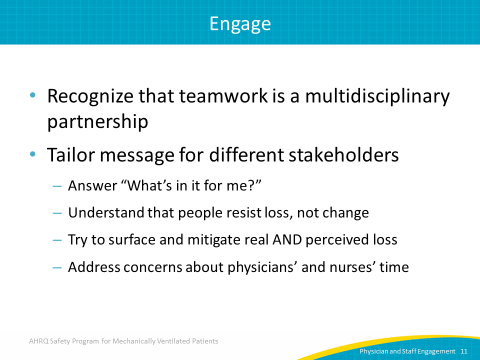 Engage
• Recognize that teamwork is a multidisciplinary
partnership
• Tailor message for different stakeholders
– Answer “What’s in it for me?”
– Understand that people resist loss, not change
– Try to surface and mitigate real AND perceived loss
– Address concerns about physicians’ and nurses’ time
AHRQ Safety Program for Mechanically Ventilated Patients
Physician and Staff Engagement 11